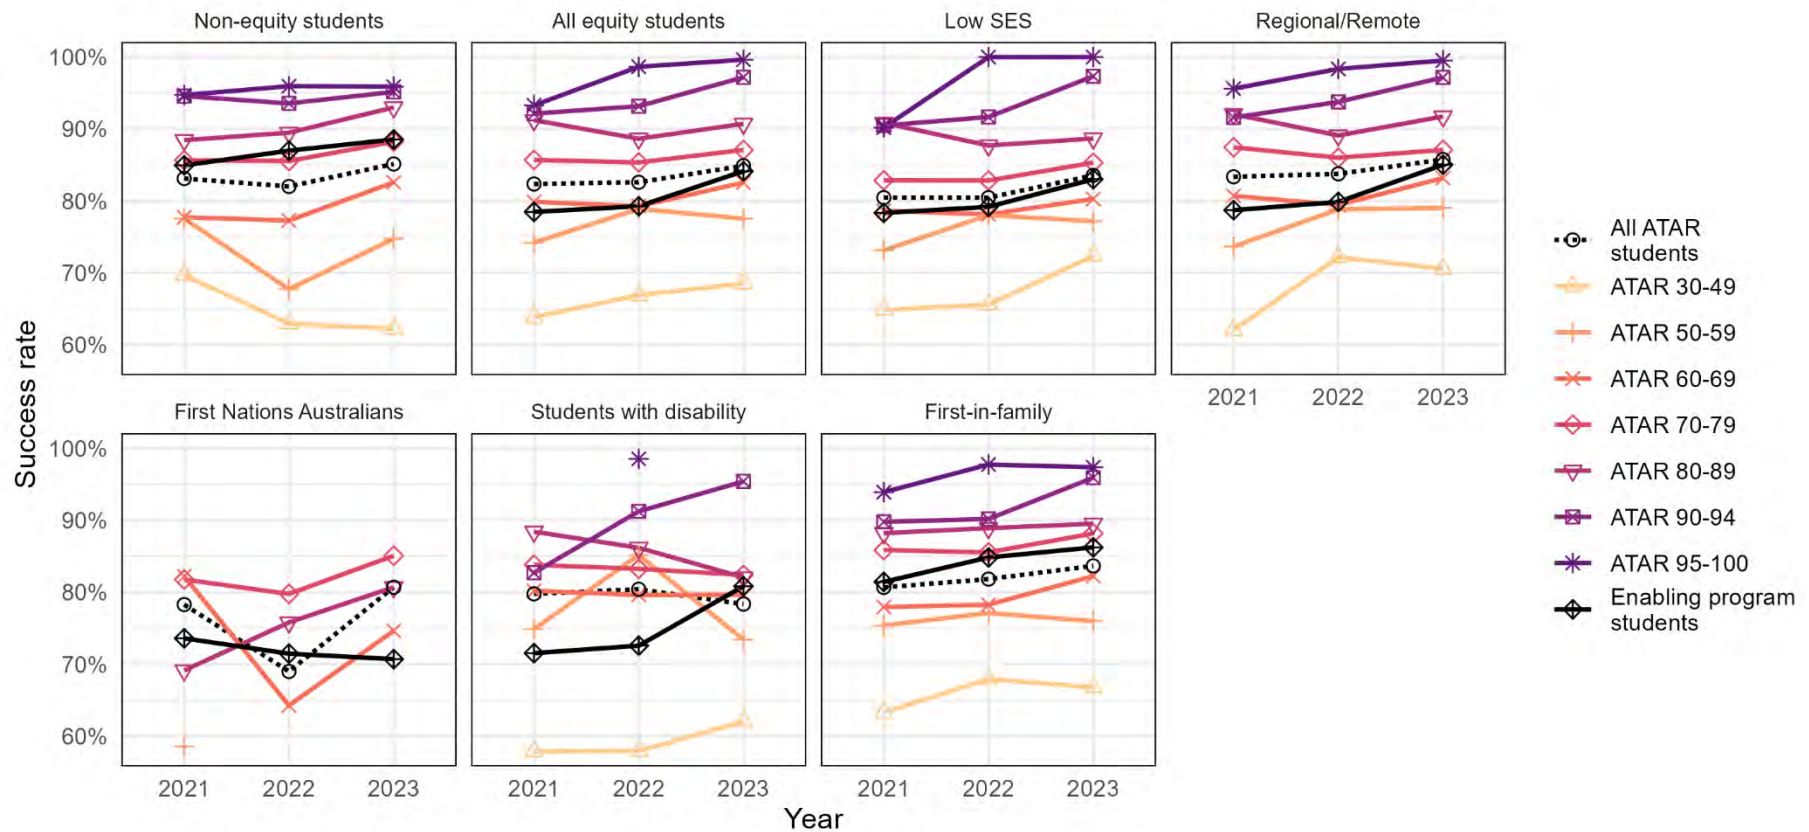 Non-equity students
All equity students
Low SES
Regional/Remote
100%
90%
80%
70%
60%
2021 2022 2023
First Nations Australians
Students with disability
First-in-family
100%
90%
80%
70%
60%
2021 2022 2023
2021 2022 2023
2021 2022 2023
Success rate
Year
All ATAR
students
ATAR 30-49
ATAR 50-59
ATAR 60-69
ATAR 70-79
ATAR 80-89
ATAR 90-94
ATAR 95-100
Enabling program
students